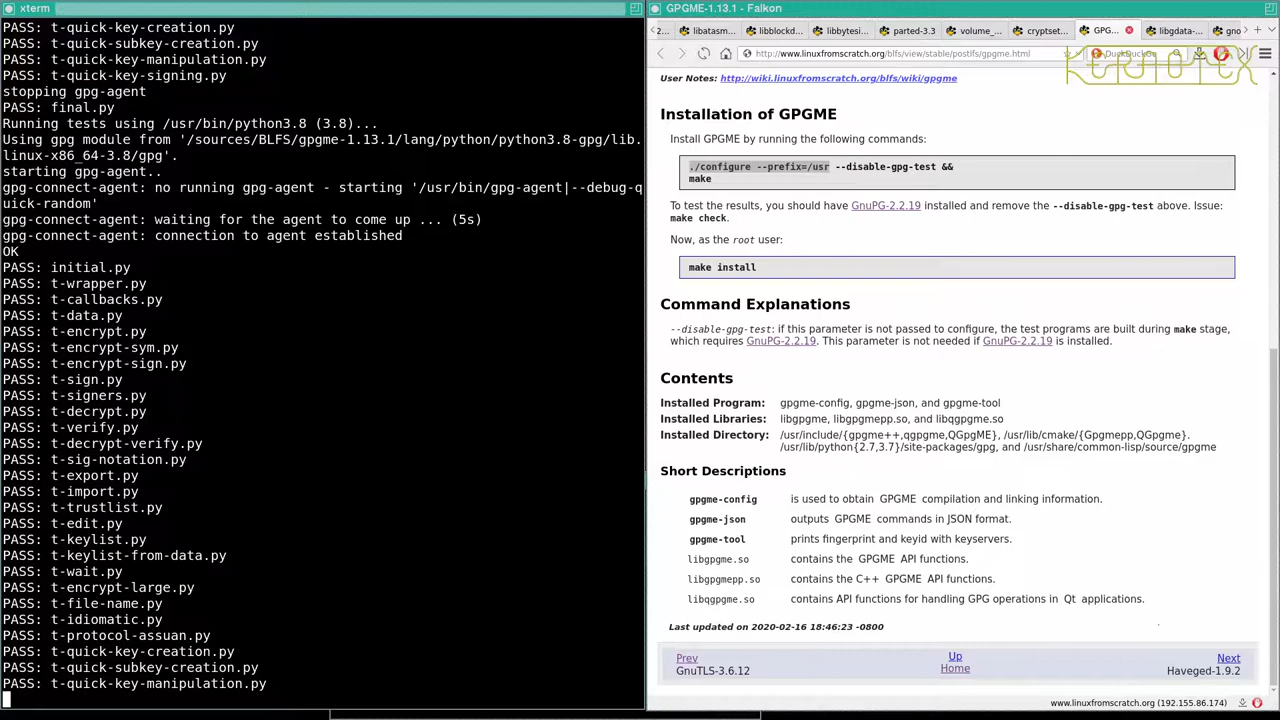 xterm
PASS: t-quick-key-creation.py
PASS: t-quick-subkey-creation.py
PASS: t-quick-key-manipulation.py
PASS: t-quick-key-signing.py
stopping gpg-agent
PASS: final.py
Running tests using /usr/bin/python3.8 (3.8)...
Using gpg module from '/sources/BLFS/gpgme-1.13.1/lang/python/python3.8-gpg/lib.
linux-x86_64-3.8/gpg'.
starting gpg-agent..
gpg-connect-agent: no running gpg-agent - starting '/usr/bin/gpg-agent|--debug-q
uick-random'
gpg-connect-agent: waiting for the agent to come up ... (5s)
gpg-connect-agent: connection to agent established
OK
PASS: initial.py
PASS: t-wrapper.py
PASS: t-callbacks.py
PASS: t-data.py
PASS: t-encrypt.py
PASS: t-encrypt-sym.py
PASS: t-encrypt-sign.py
PASS: t-sign.py
PASS: t-signers.py
PASS: t-decrypt.py
PASS: t-verify.py
PASS: t-decrypt-verify.py
PASS: t-sig-notation.py
PASS: t-export.py
PASS: t-import.py
PASS: t-trustlist.py
PASS: t-edit.py
PASS: t-keylist.py
PASS: t-keylist-from-data.py
PASS: t-wait.py
PASS: t-encrypt-large.py
PASS: t-file-name.py
PASS: t-idiomatic.py
PASS: t-protocol-assuan.py
PASS: t-quick-key-creation.py
PASS: t-quick-subkey-creation.py
PASS: t-quick-key-manipulation.py
GPGME-1.13.1 - Falkon
2... libatasm... libblockd... libbytesi... parted-3.3 volume_... cryptset... GPG... libgdata-... gno
http://www.linuxfromscratch.org/blfs/view/stable/postlfs/gpgme.html DuckDuckGo
User Notes: http://wiki.linuxfromscratch.org/blfs/wiki/gpgme
Installation of GPGME
Install GPGME by running the following commands:
./configure --prefix=/usr --disable-gpg-test &&
make
To test the results, you should have GnuPG-2.2.19 installed and remove the --disable-gpg-test above. Issue:
make check.
Now, as the root user:
make install
Command Explanations
--disable-gpg-test: if this parameter is not passed to configure, the test programs are built during make stage,
which requires GnuPG-2.2.19. This parameter is not needed if GnuPG-2.2.19 is installed.
Contents
Installed Program: gpgme-config, gpgme-json, and gpgme-tool
Installed Libraries: libgpgme, libgpgmepp.so, and libqgpgme.so
Installed Directory: /usr/include/{gpgme++,qgpgme,QGpgME}, /usr/lib/cmake/{Gpgmepp,QGpgme}.
/usr/lib/python{2.7,3.7}/site-packages/gpg, and /usr/share/common-lisp/source/gpgme
Short Descriptions
gpgme-config is used to obtain GPGME compilation and linking information.
gpgme-json outputs GPGME commands in JSON format.
gpgme-tool prints fingerprint and keyid with keyservers.
libgpgme.so contains the GPGME API functions.
libgpgmepp.so contains the C++ GPGME API functions.
libqgpgme.so contains API functions for handling GPG operations in Qt applications.
Last updated on 2020-02-16 18:46:23 -0800
Prev Up Next
GnuTLS-3.6.12 Home Haveged-1.9.2
www.linuxfromscratch.org (192.155.86.174)